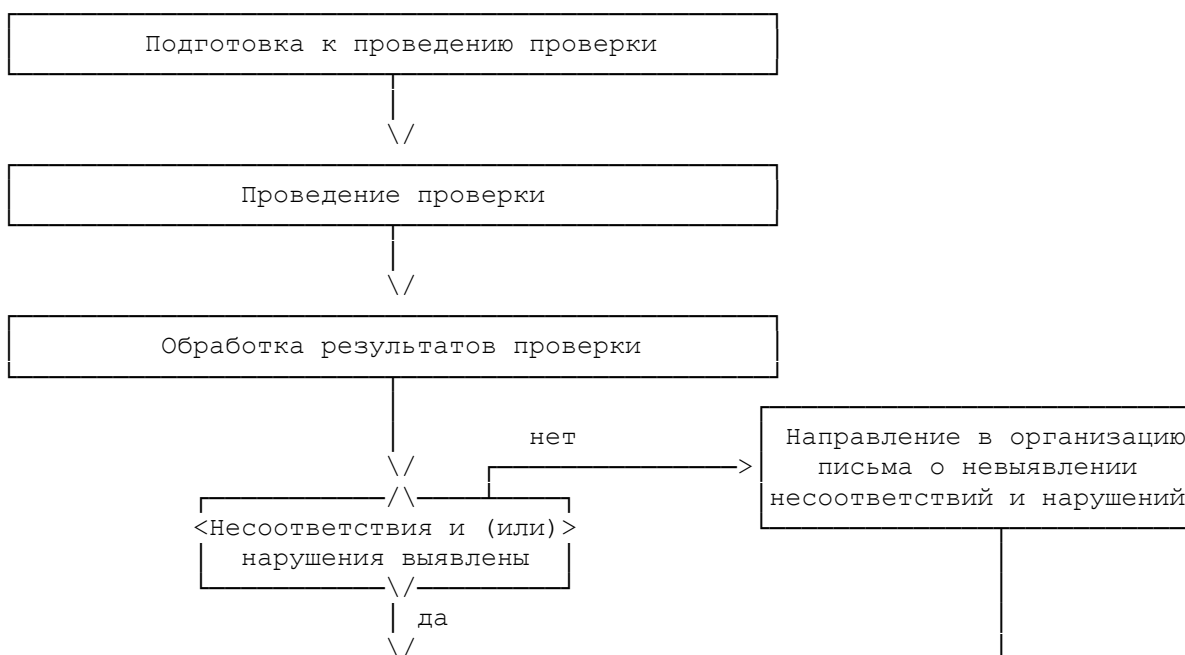 Подготовка к проведению проверки
Проведение проверки
Обработка результатов проверки
нет
Направление в организацию
письма о невыявлении
несоответствий и нарушений
<Несоответствия и (или)>
нарушения выявлены
да